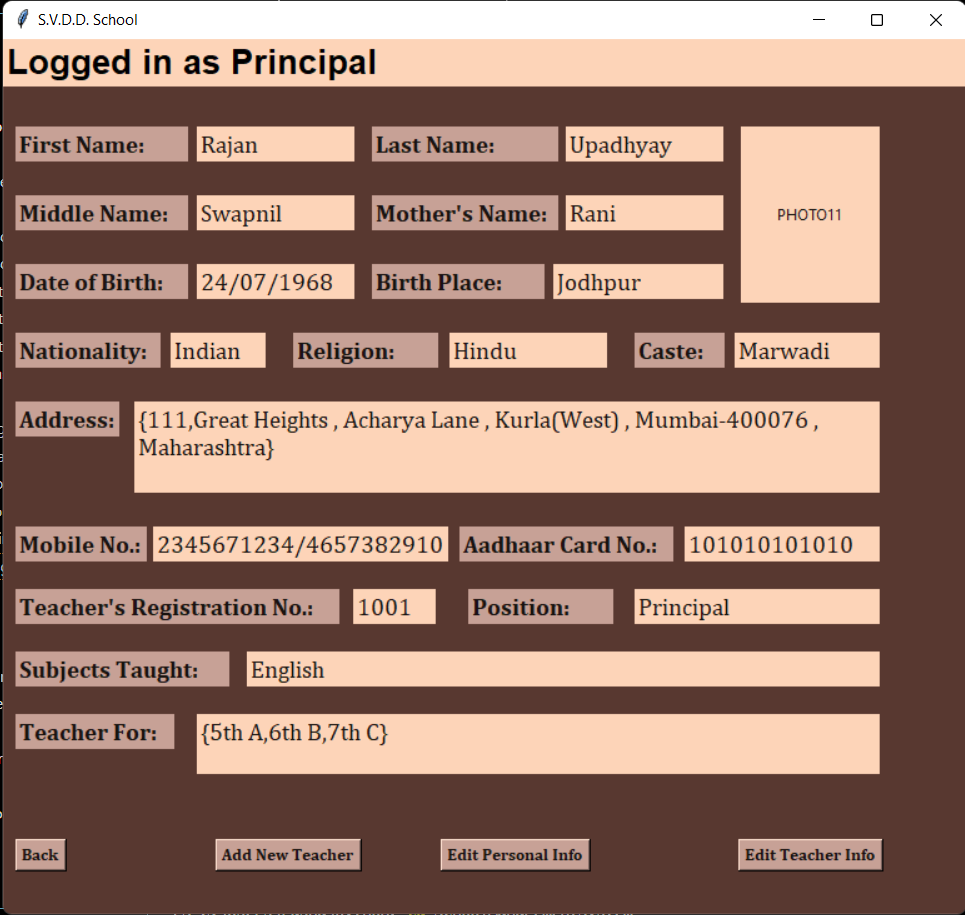 S.V.D.D. School
Logged in as Principal
First Name: Rajan Last Name: Upadhyay
Middle Name: Swapnil Mother's Name: Rani
PHOTO11
Date of Birth: 24/07/1968 Birth Place: Jodhpur
Nationality: Indian Religion: Hindu Caste: Marwadi
Address: {111,Great Heights , Acharya Lane , Kurla(West) , Mumbai-400076 ,
Maharashtra}
Mobile No.: 2345671234/4657382910 Aadhaar Card No.: 101010101010
Teacher's Registration No.: 1001 Position: Principal
Subjects Taught: English
Teacher For: {5th A,6th B,7th C}
Back Add New Teacher Edit Personal Info Edit Teacher Info